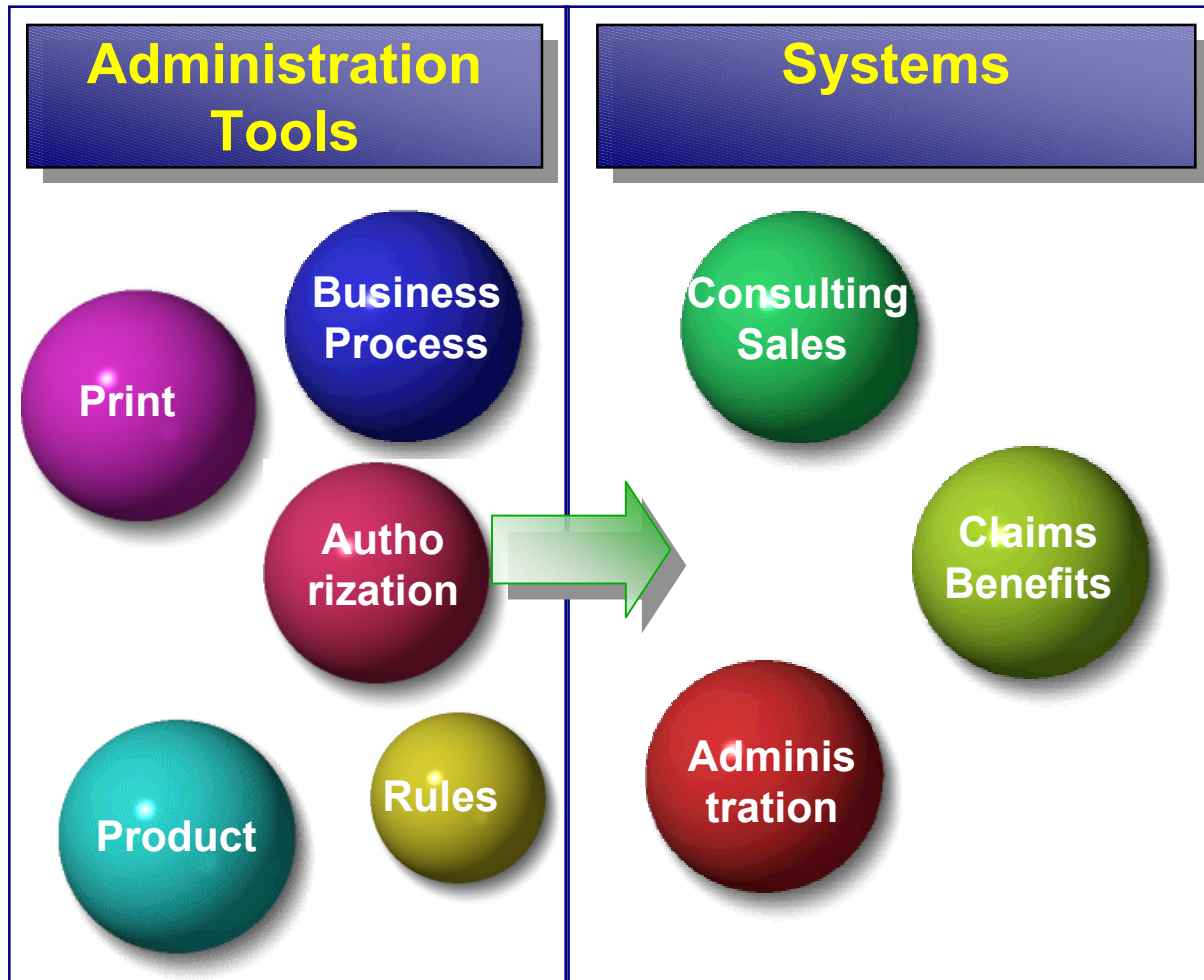 Administration
Tools
Systems
Business
Process
Print
Autho
rization
Product
Rules
Consulting
Sales
Claims
Benefits
Adminis
tration